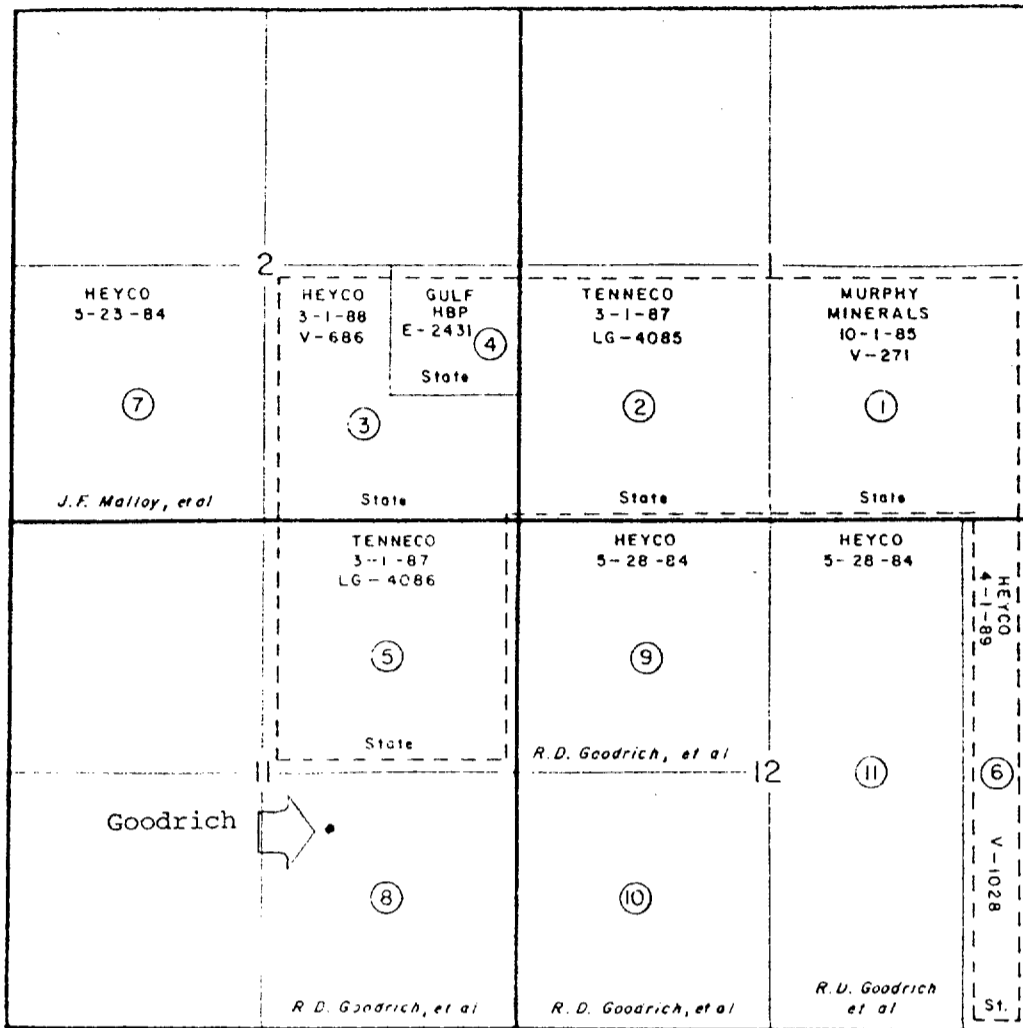 2
HEYCO
5-23-84
7
J.F. Malloy, et al
HEYCO
3-1-88
V-686
3
State
GULF
HBP
E-2431
4
State
TENNECO
3-1-87
LG-4085
2
State
MURPHY
MINERALS
10-1-85
V-271
1
State
TENNECO
3-1-87
LG-4086
5
State
HEYCO
5-28-84
9
R.D. Goodrich, et al
HEYCO
5-28-84
11
R.D. Goodrich
et al
HEYCO
4-1-89
6
V-1028
St.
11
12
Goodrich
8
R.D. Goodrich, et al
10
R.D. Goodrich, et al